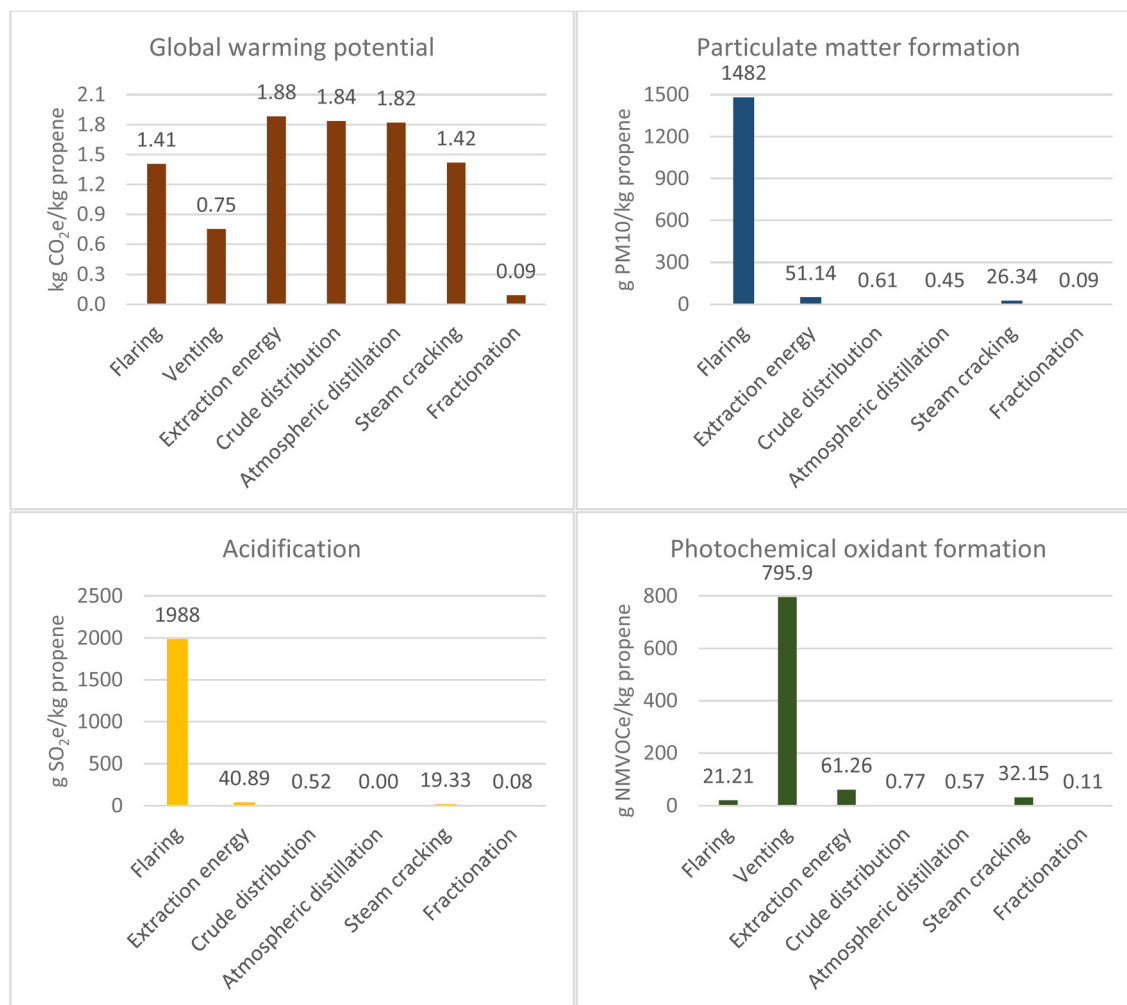 Global warming potential
kg CO₂e/kg propene
2.1
1.8
1.5
1.2
0.9
0.6
0.3
0.0
1.41
0.75
1.88
1.84
1.82
1.42
0.09
Flaring
Venting
Extraction energy
Crude distribution
Atmospheric distillation
Steam cracking
Fractionation
Particulate matter formation
g PM10/kg propene
1500
1200
900
600
300
0
1482
51.14
0.61
0.45
26.34
0.09
Flaring
Extraction energy
Crude distribution
Atmospheric distillation
Steam cracking
Fractionation
Acidification
g SO₂e/kg propene
2500
2000
1500
1000
500
0
1988
40.89
0.52
0.00
19.33
0.08
Flaring
Extraction energy
Crude distribution
Atmospheric distillation
Steam cracking
Fractionation
Photochemical oxidant formation
g NMVOCe/kg propene
800
600
400
200
0
21.21
795.9
61.26
0.77
0.57
32.15
0.11
Flaring
Venting
Extraction energy
Crude distribution
Atmospheric distillation
Steam cracking
Fractionation